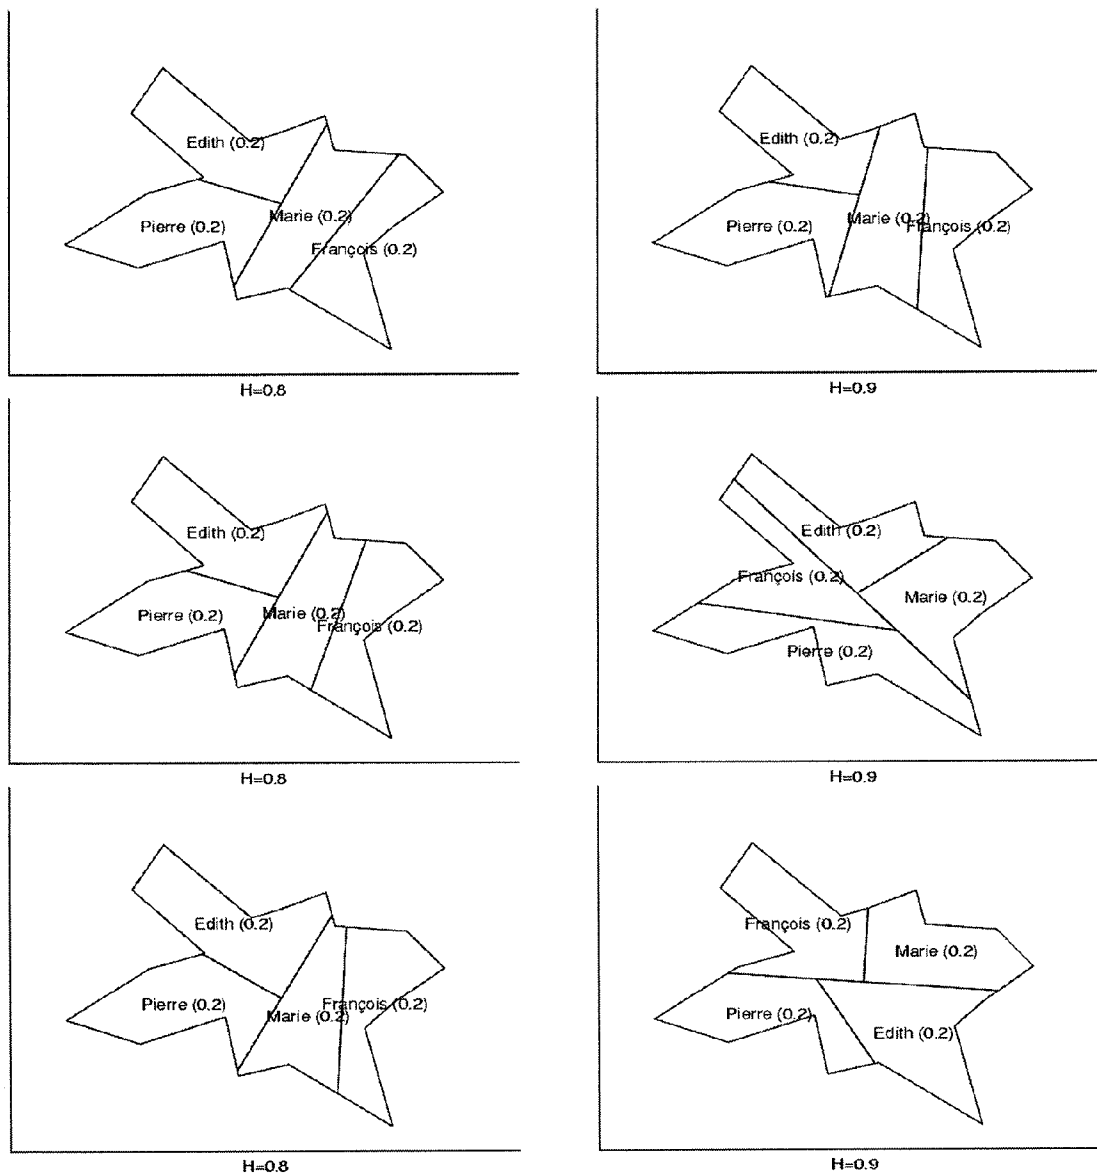 Edith (0.2)
Marie (0.2)
Pierre (0.2)
François (0.2)
H=0.8
Edith (0.2)
Marie (0.2)
Pierre (0.2)
François (0.2)
H=0.9
Edith (0.2)
Marie (0.2)
Pierre (0.2)
François (0.2)
H=0.8
Edith (0.2)
François (0.2)
Marie (0.2)
Pierre (0.2)
H=0.9
Edith (0.2)
Pierre (0.2)
François (0.2)
Marie (0.2)
H=0.8
François (0.2)
Marie (0.2)
Pierre (0.2)
Edith (0.2)
H=0.9